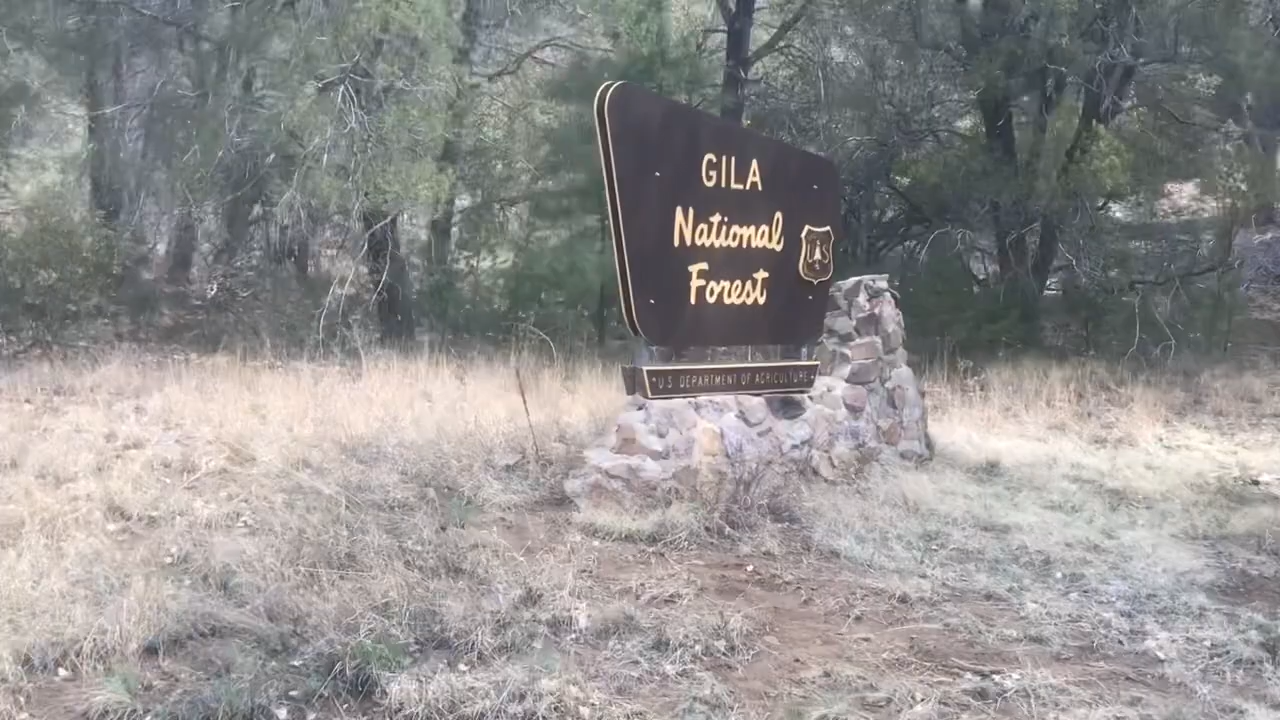 GILA
National
Forest
U S
U.S. DEPARTMENT OF AGRICULTURE